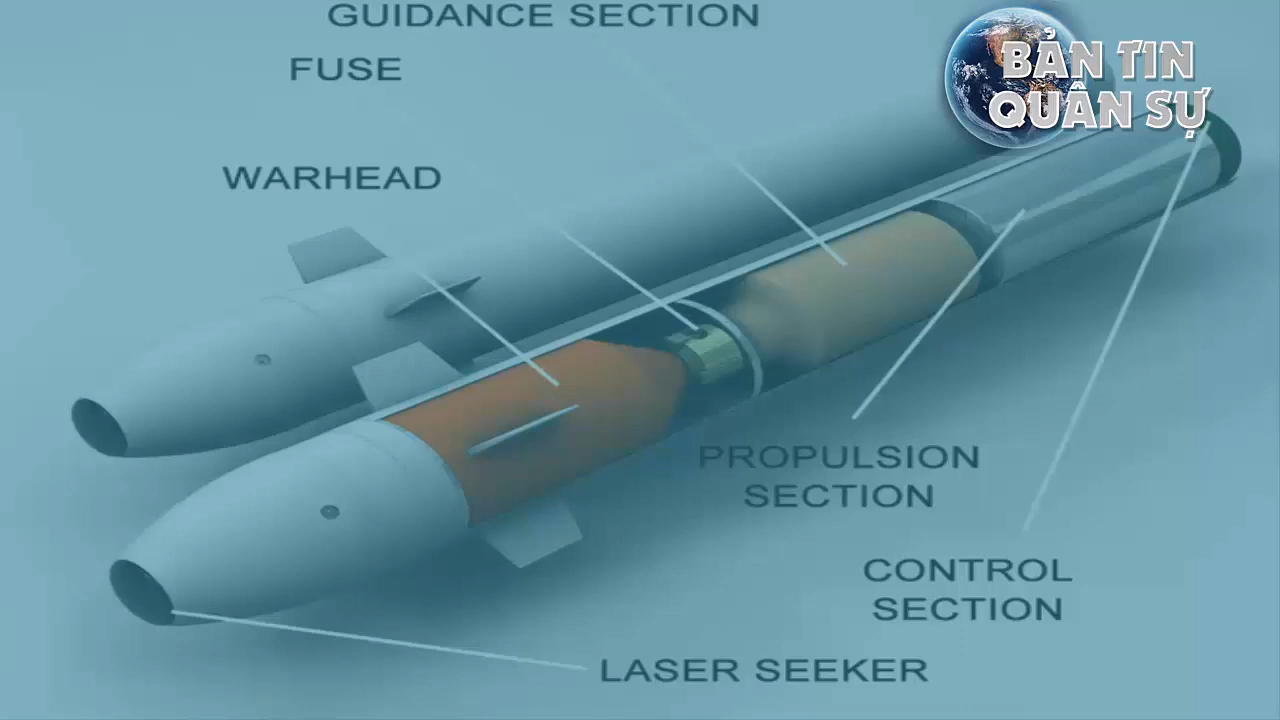 GUIDANCE SECTION
FUSE
BẢN TIN
QUÂN SỰ
WARHEAD
PROPULSION
SECTION
CONTROL
SECTION
LASER SEEKER